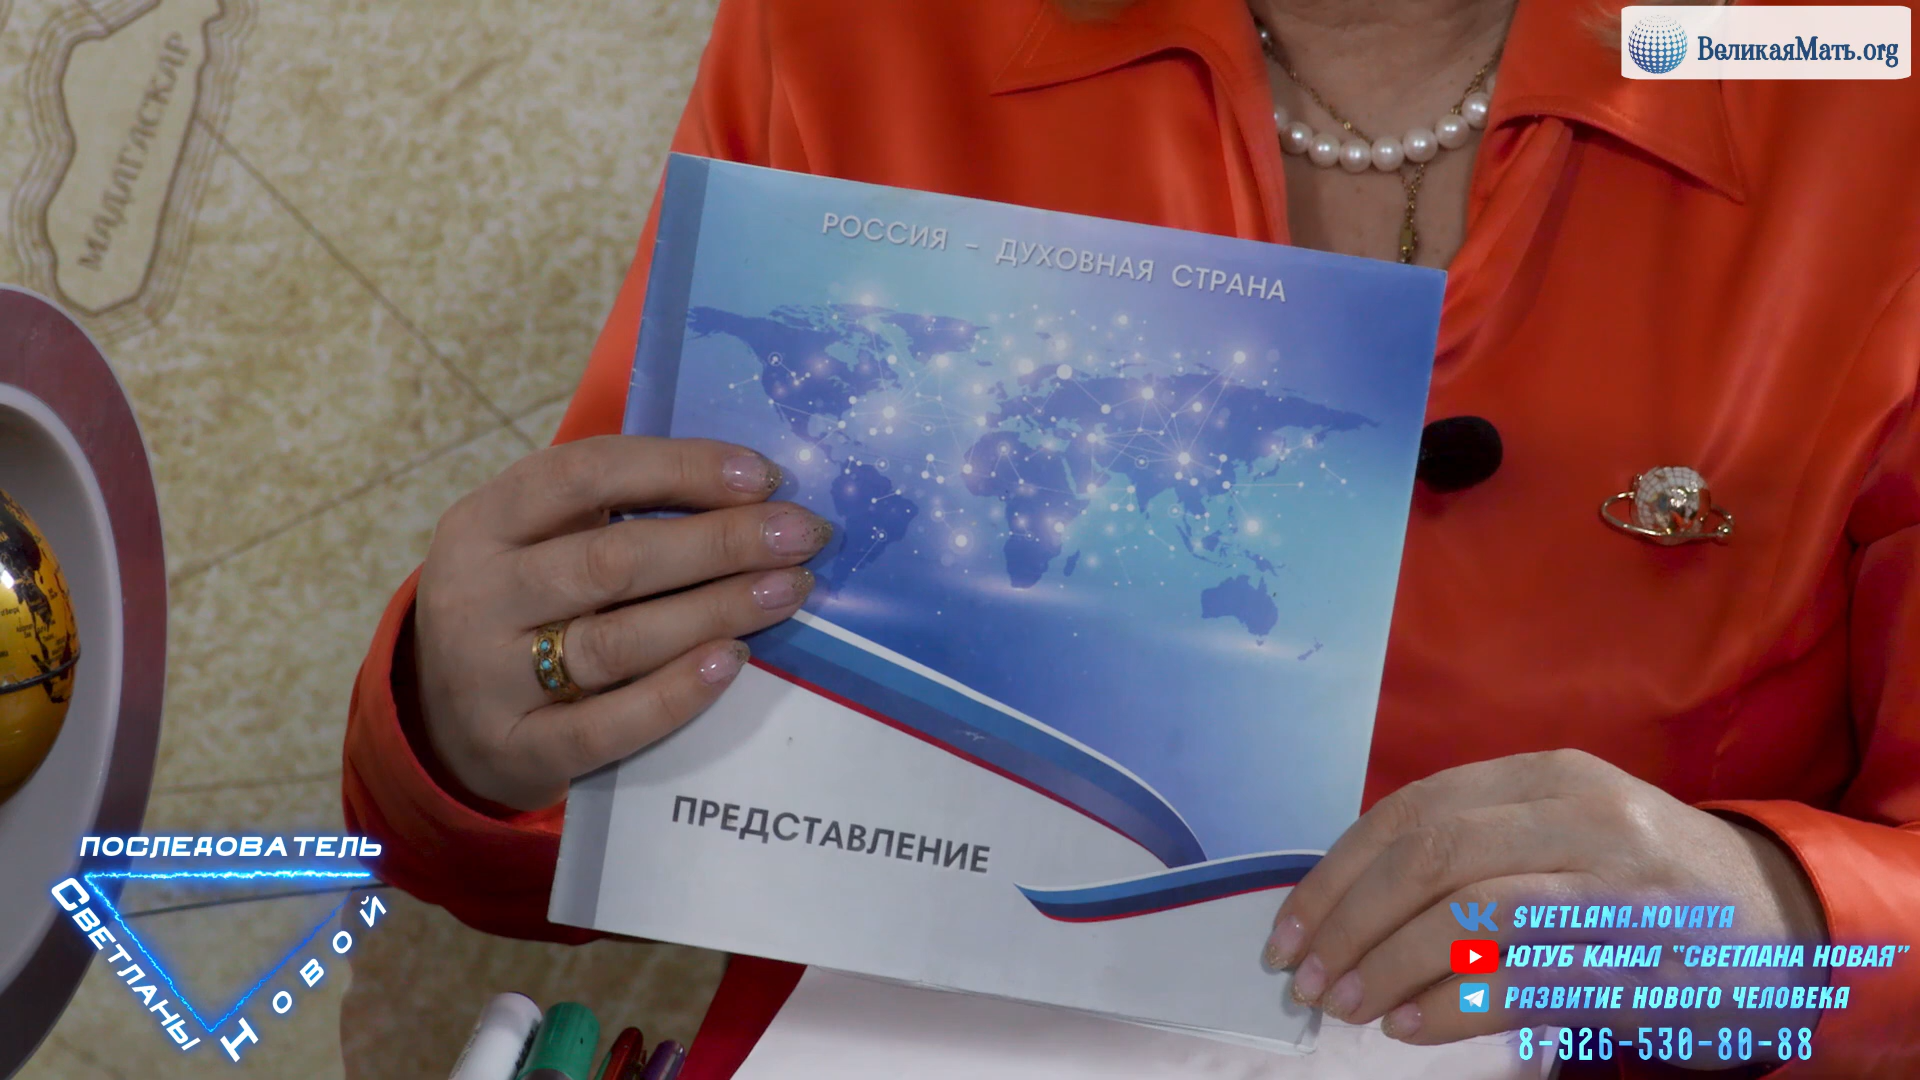 ВеликаяМать.org
МАДАГАСКАР
РОССИЯ - ДУХОВНАЯ СТРАНА
ПРЕДСТАВЛЕНИЕ
ПОСЛЕДОВАТЕЛЬ
СВЕТЛАНЫ
НОВОЙ
SVETLANA.NOVAYA
ЮТУБ КАНАЛ "СВЕТЛАНА НОВАЯ"
РАЗВИТИЕ НОВОГО ЧЕЛОВЕКА
8-926-530-80-88